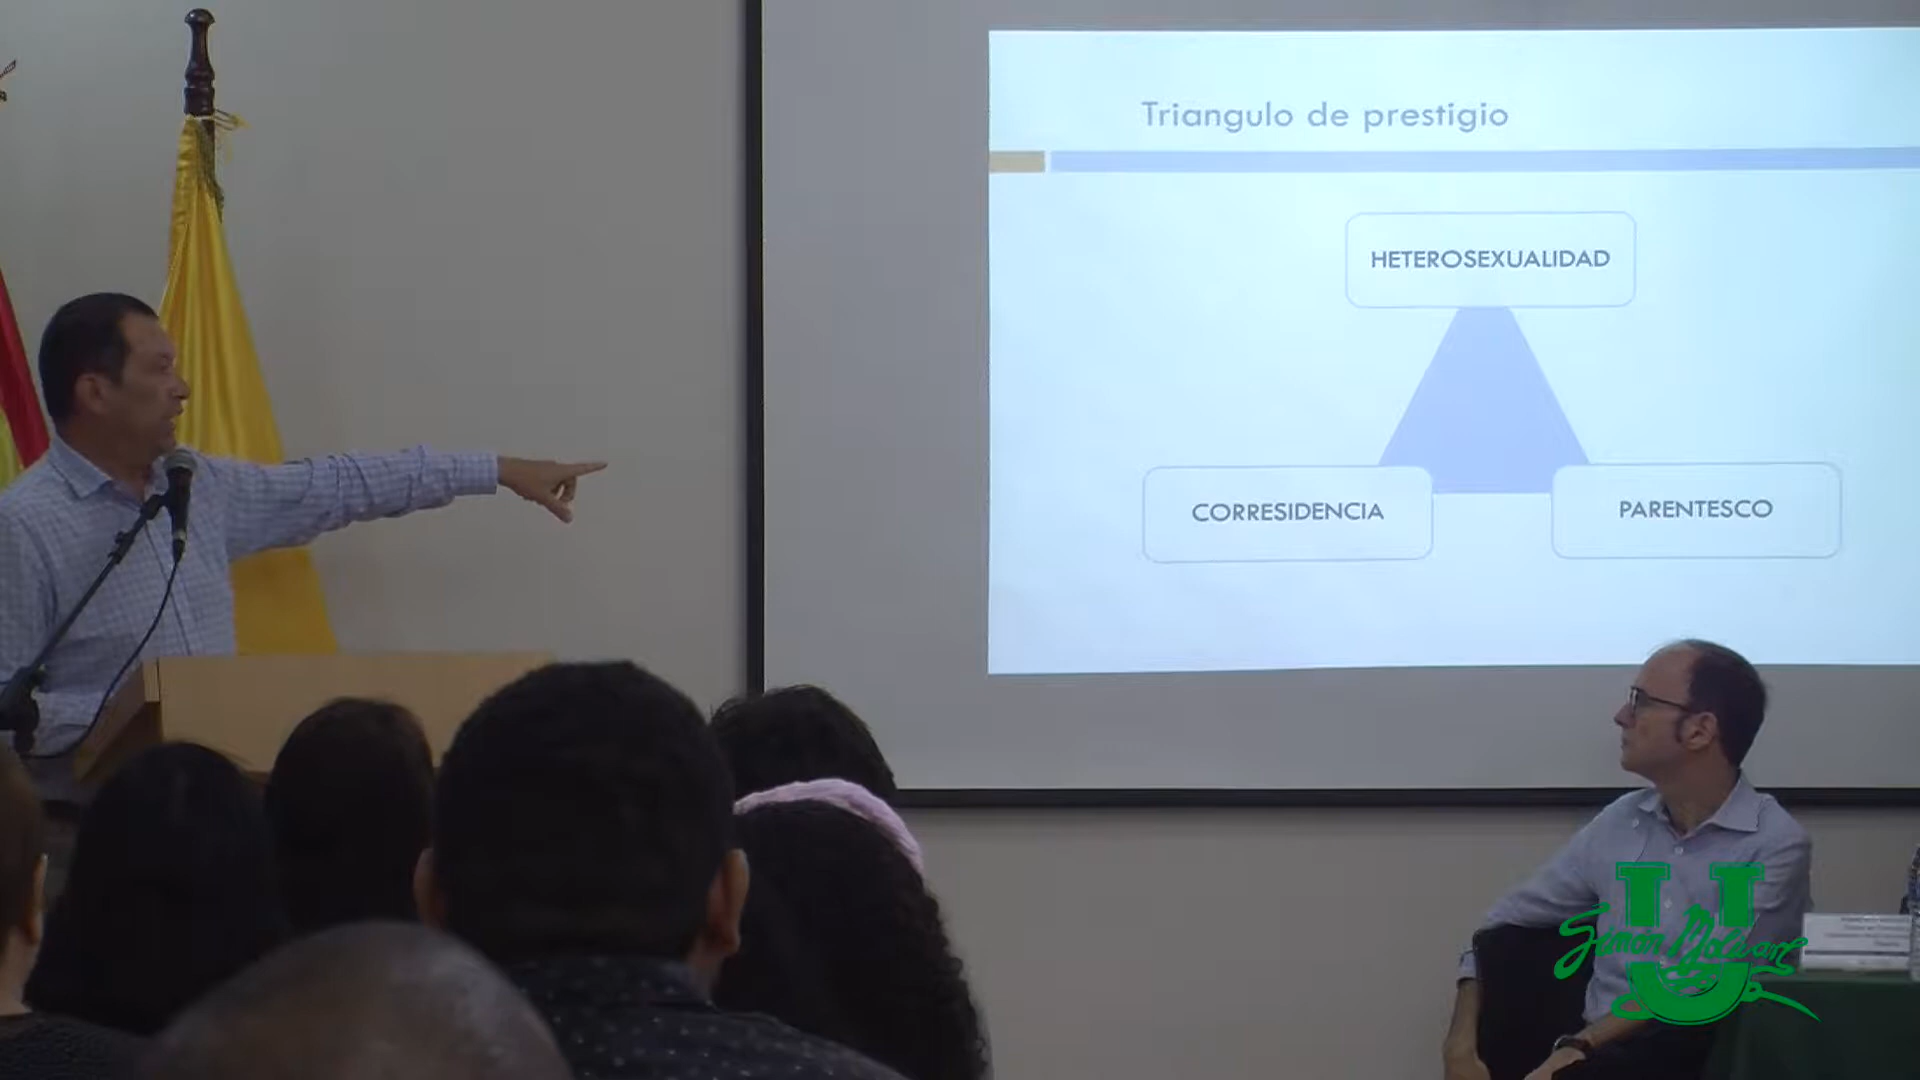 Triangulo de prestigio
HETEROSEXUALIDAD
CORRESIDENCIA
PARENTESCO
U
Simón Bolívar